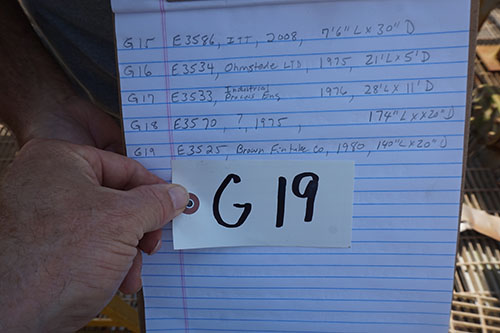 G15 E3586, ITT, 2008, 7'6"L X 30"D
G16 E3534, Ohmstede LTD, 1975, 21'L X 5'D
G17 E3533, Industrial Process Eng, 1976, 28'L X 11'D
G18 E3570, ?, 1975, 174"L X X 20"D
G19 E3525, Brown Fintube Co, 1980, 140"L X 20"D
G 19